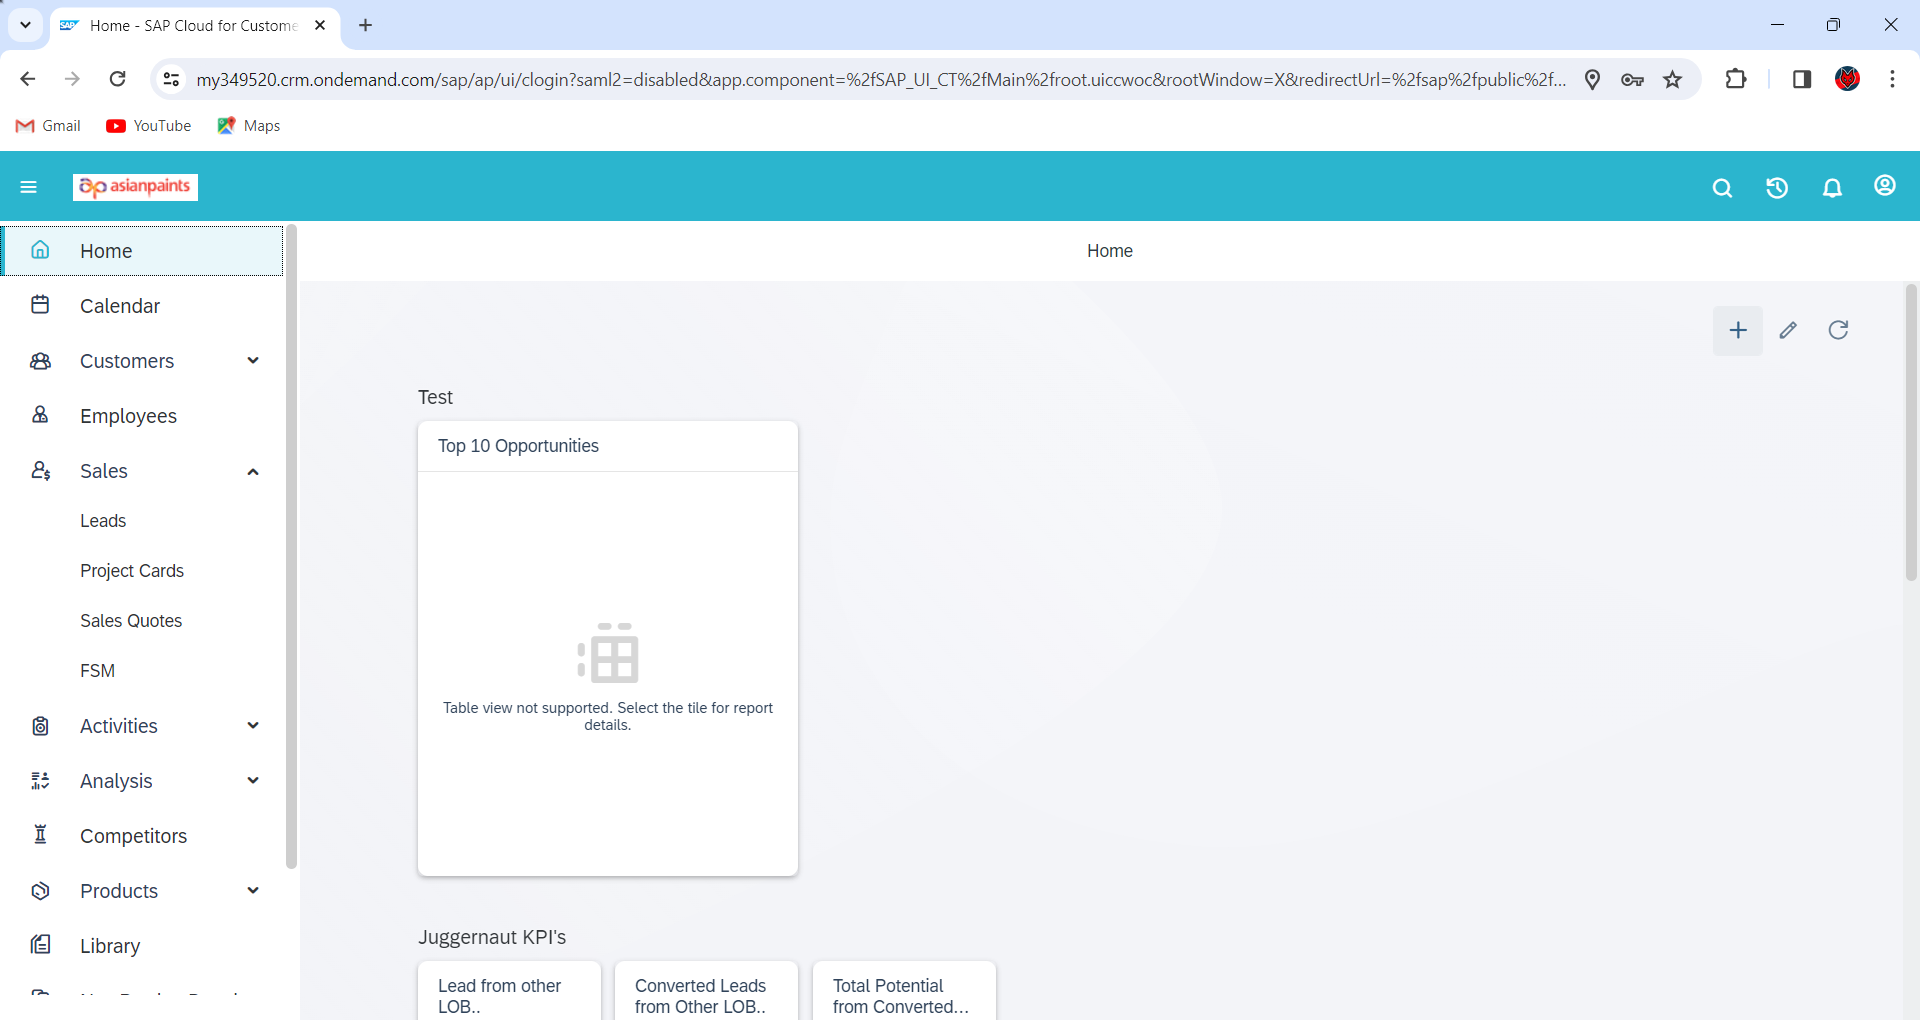 Home - SAP Cloud for Custome
my349520.crm.ondemand.com/sap/ap/ui/clogin?saml2=disabled&app.component=%2fSAP_UI_CT%2fMain%2froot.uiccwoc&rootWindow=X&redirectUrl=%2fsap%2fpublic%2f...
Gmail
YouTube
Maps
asianpaints
Home
Calendar
Customers
Employees
Sales
Leads
Project Cards
Sales Quotes
FSM
Activities
Analysis
Competitors
Products
Library
Home
Test
Top 10 Opportunities
Table view not supported. Select the tile for report
details.
Juggernaut KPI's
Lead from other
LOB..
Converted Leads
from Other LOB..
Total Potential
from Converted...